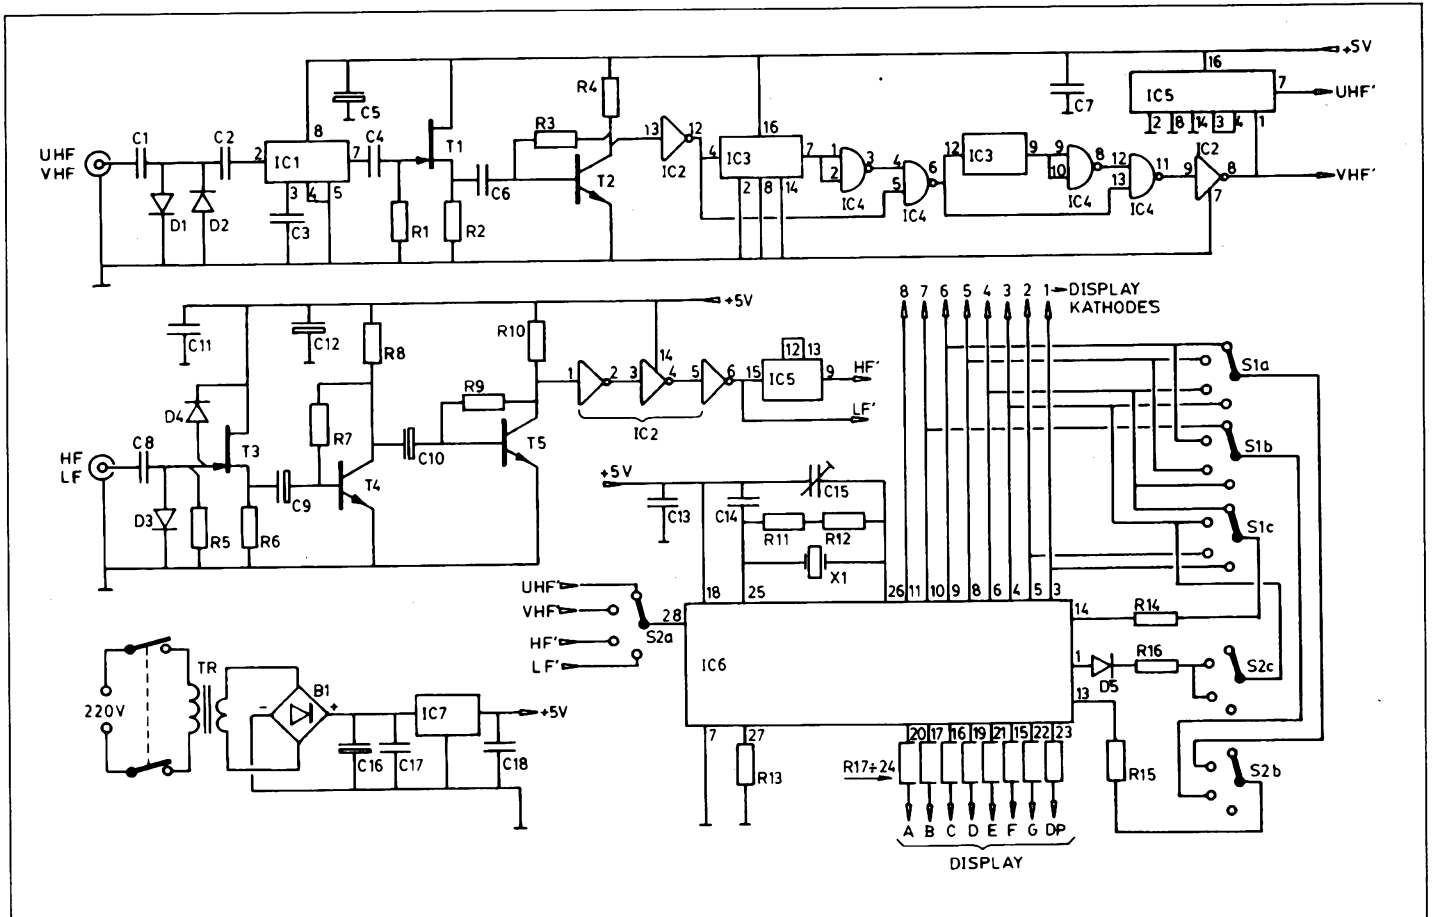 +5V
R4
C5
C7
16
IC5
7
UHF'
2 8 14 3 4 1
C1
C2
8
T1
R3
13
12
16
IC2
UHF
VHF
2
IC1
7
C4
IC2
4
IC3
7
1
2
3
4
5
6
12
IC3
9
9
10
8
12
13
11
9
8
VHF'
3 4 5
C6
T2
2 8 14
IC4
IC4
IC4
IC4
7
D1
D2
C3
R1
R2
8 7 6 5 4 3 2 1
DISPLAY
KATHODES
+5V
C11
C12
R8
R10
14
12 13
1
2
3
4
5
6
15
IC5
9
HF'
S1a
D4
R9
IC2
LF'
C8
T3
R7
C10
T5
S1b
HF
LF
C9
T4
+5V
C15
C13
C14
D3
R5
R6
R11
R12
X1
S1c
UHF'
18
25
26 11 10 9 8 6 4 5 3
VHF'
28
S2a
14
R14
HF'
LF'
IC6
1
D5
R16
S2c
13
TR
B1
-
+
220V
IC7
+5V
7
27
20 17 16 19 21 15 22 23
C16
C17
C18
R13
R17÷24
R15
S2b
A B C D E F G DP
DISPLAY